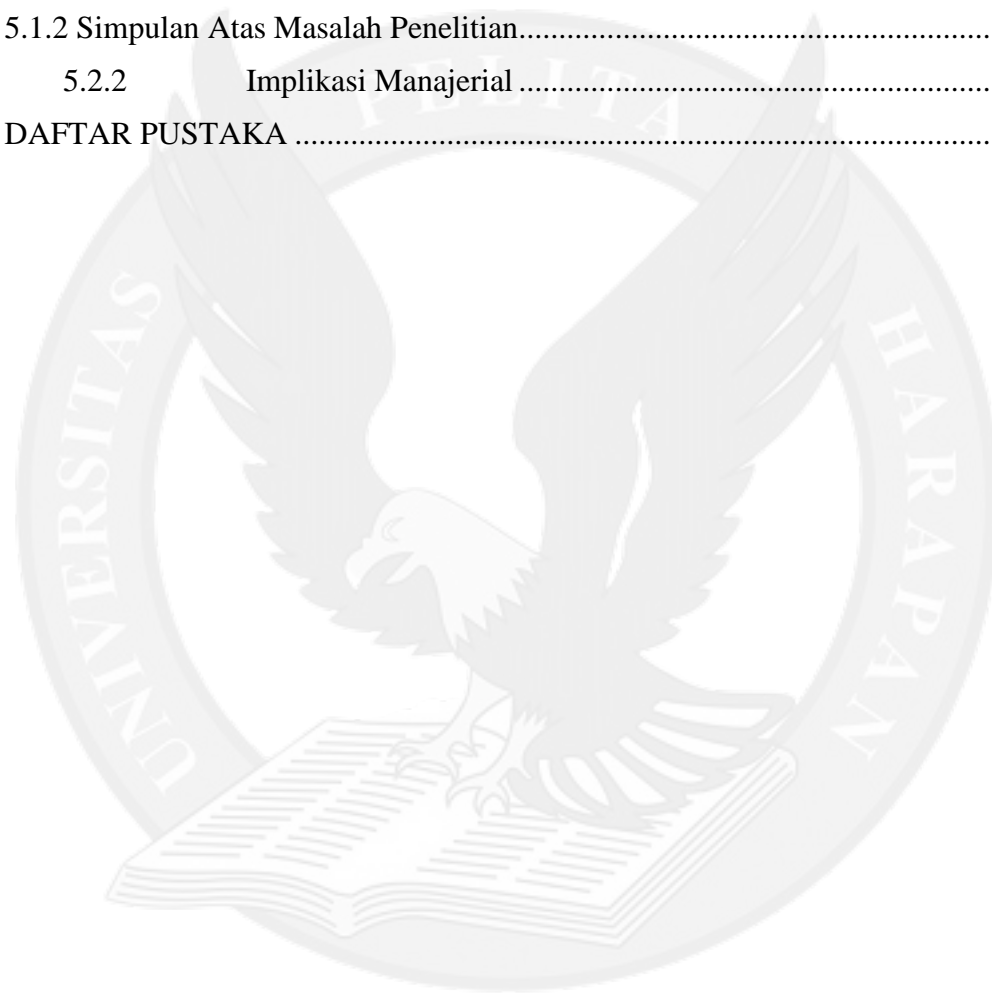 5.1.2 Simpulan Atas Masalah Penelitian..........................................................
5.2.2 Implikasi Manajerial ..........................................................
DAFTAR PUSTAKA .....................................................................................
UNIVERSITAS PELITA HARAPAN